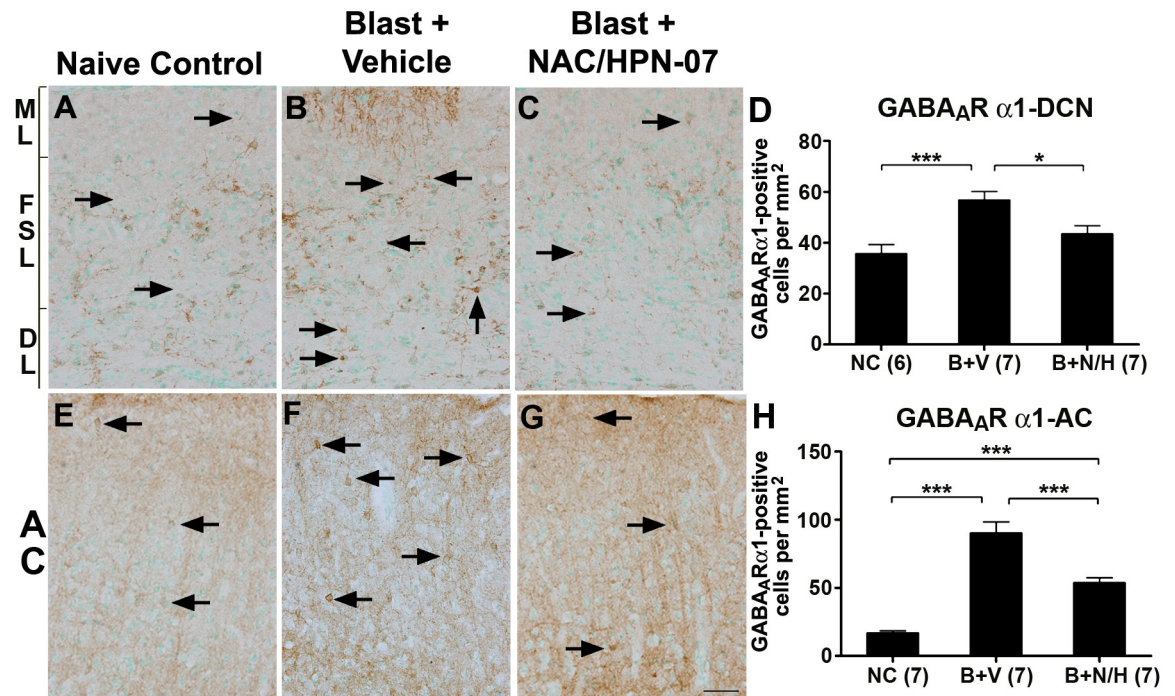 Naive Control
Blast +
Vehicle
Blast +
NAC/HPN-07
M
L
F
S
L
D
L
A
B
C
D
GABAAR α1-DCN
GABAARα1-positive
cells per mm2
80
60
40
20
0
***
*
NC (6)
B+V (7)
B+N/H (7)
A
C
E
F
G
H
GABAAR α1-AC
GABAARα1-positive
cells per mm2
150
100
50
0
***
***
***
NC (7)
B+V (7)
B+N/H (7)